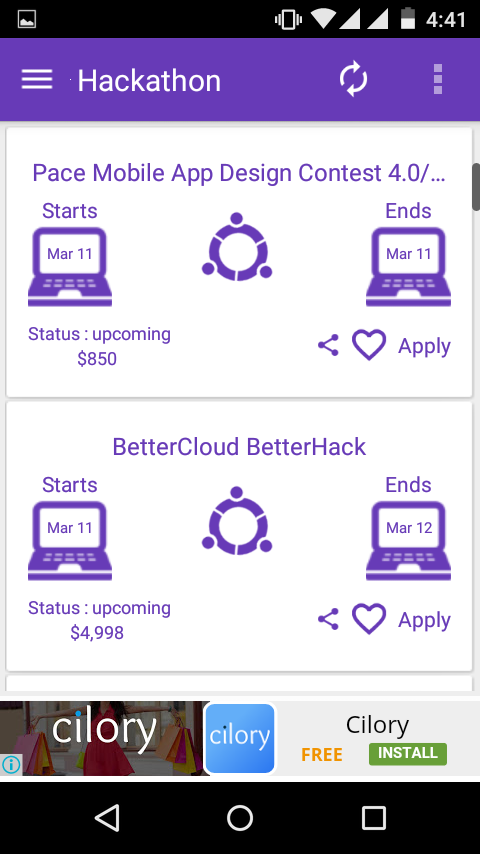 4:41
Hackathon
Pace Mobile App Design Contest 4.0/...
Starts
Ends
Mar 11
Mar 11
Status : upcoming
$850
Apply
BetterCloud BetterHack
Starts
Ends
Mar 11
Mar 12
Status : upcoming
$4,998
Apply
cilory
cilory
Cilory
FREE
INSTALL